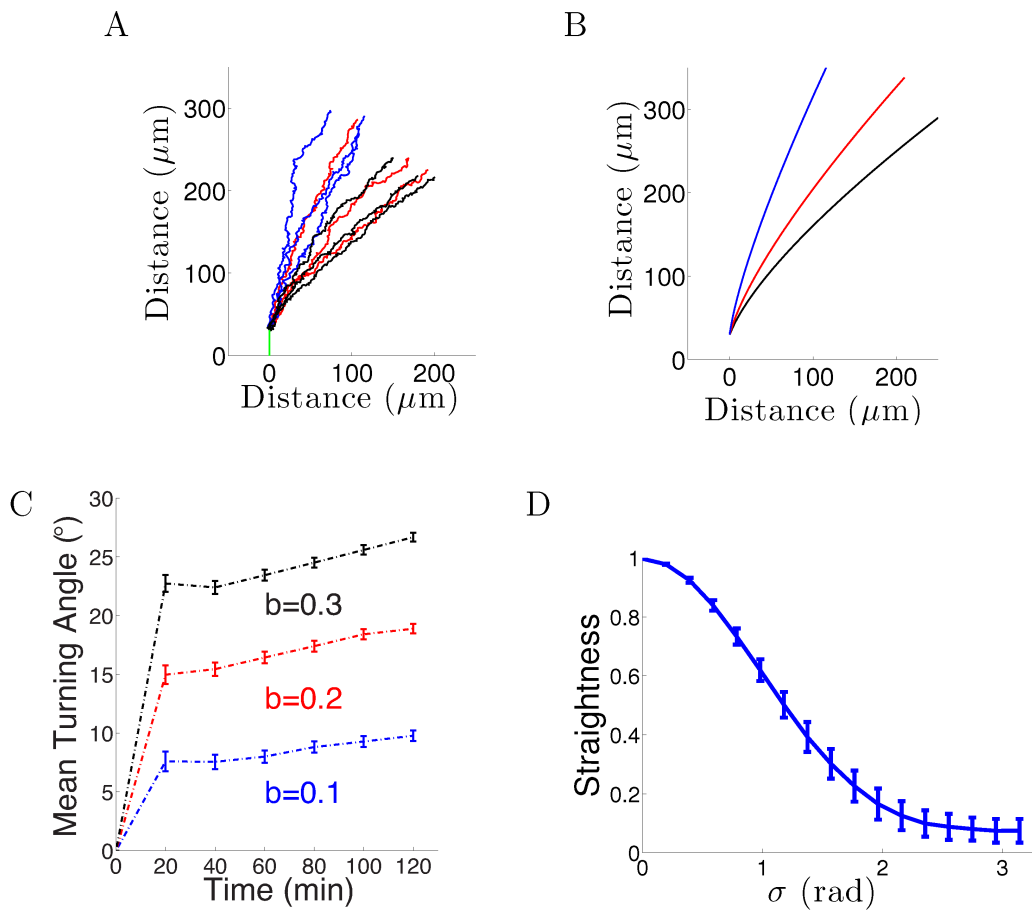 A
B
300
200
100
0
Distance (μm)
0 100 200
Distance (μm)
300
200
100
0
Distance (μm)
0 100 200
Distance (μm)
C
D
30
25
20
15
10
5
0
Mean Turning Angle (°)
b=0.3
b=0.2
b=0.1
0 20 40 60 80 100 120
Time (min)
1
0.8
0.6
0.4
0.2
0
Straightness
0 1 2 3
σ (rad)